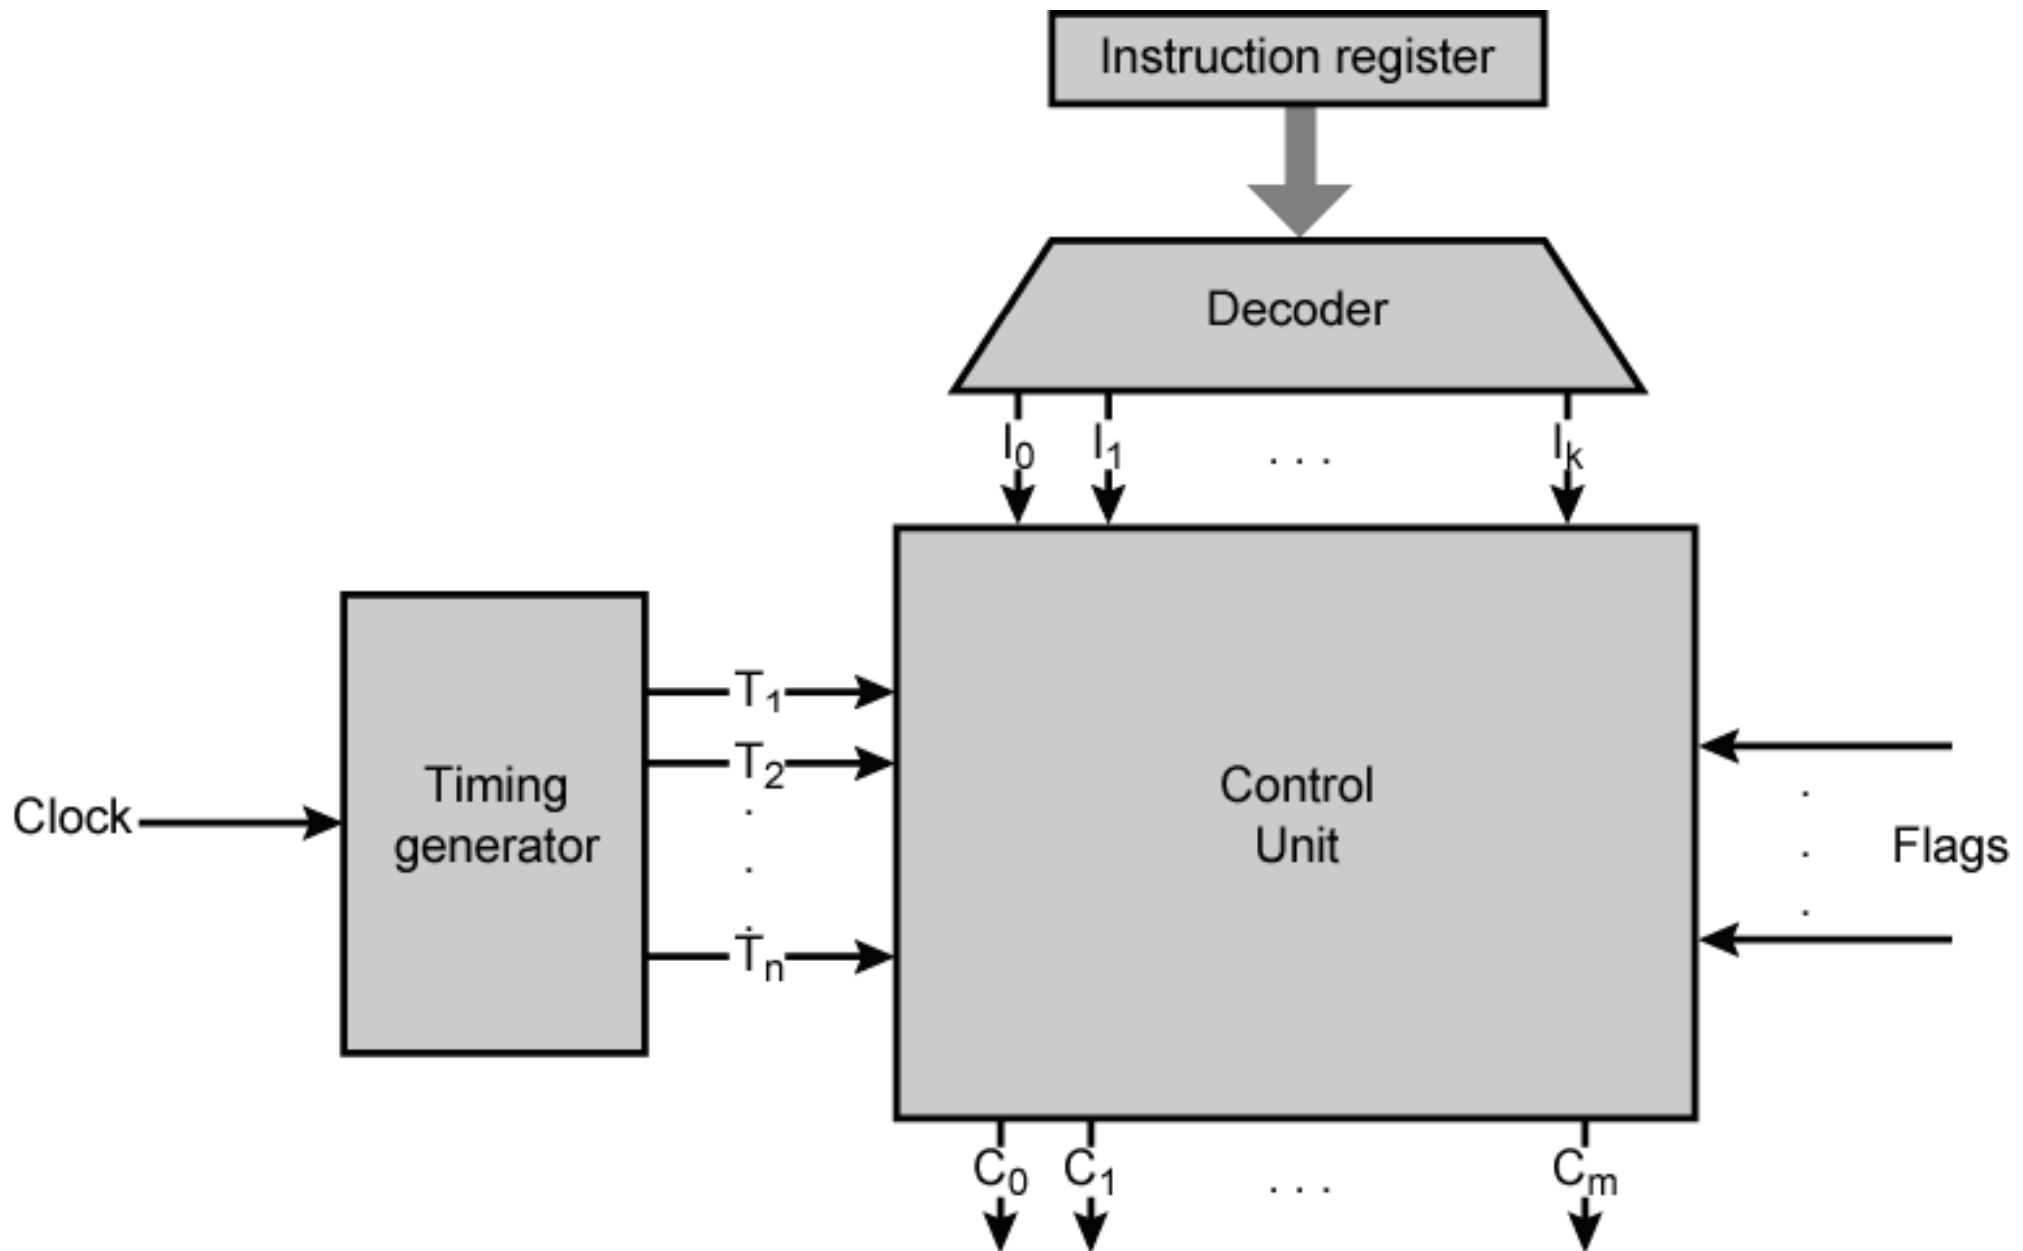 Instruction register
Decoder
I0 I1 . . . Ik
T1
T2
.
.
.
Tn
Clock
Timing
generator
Control
Unit
.
.
.
Flags
C0 C1 . . . Cm